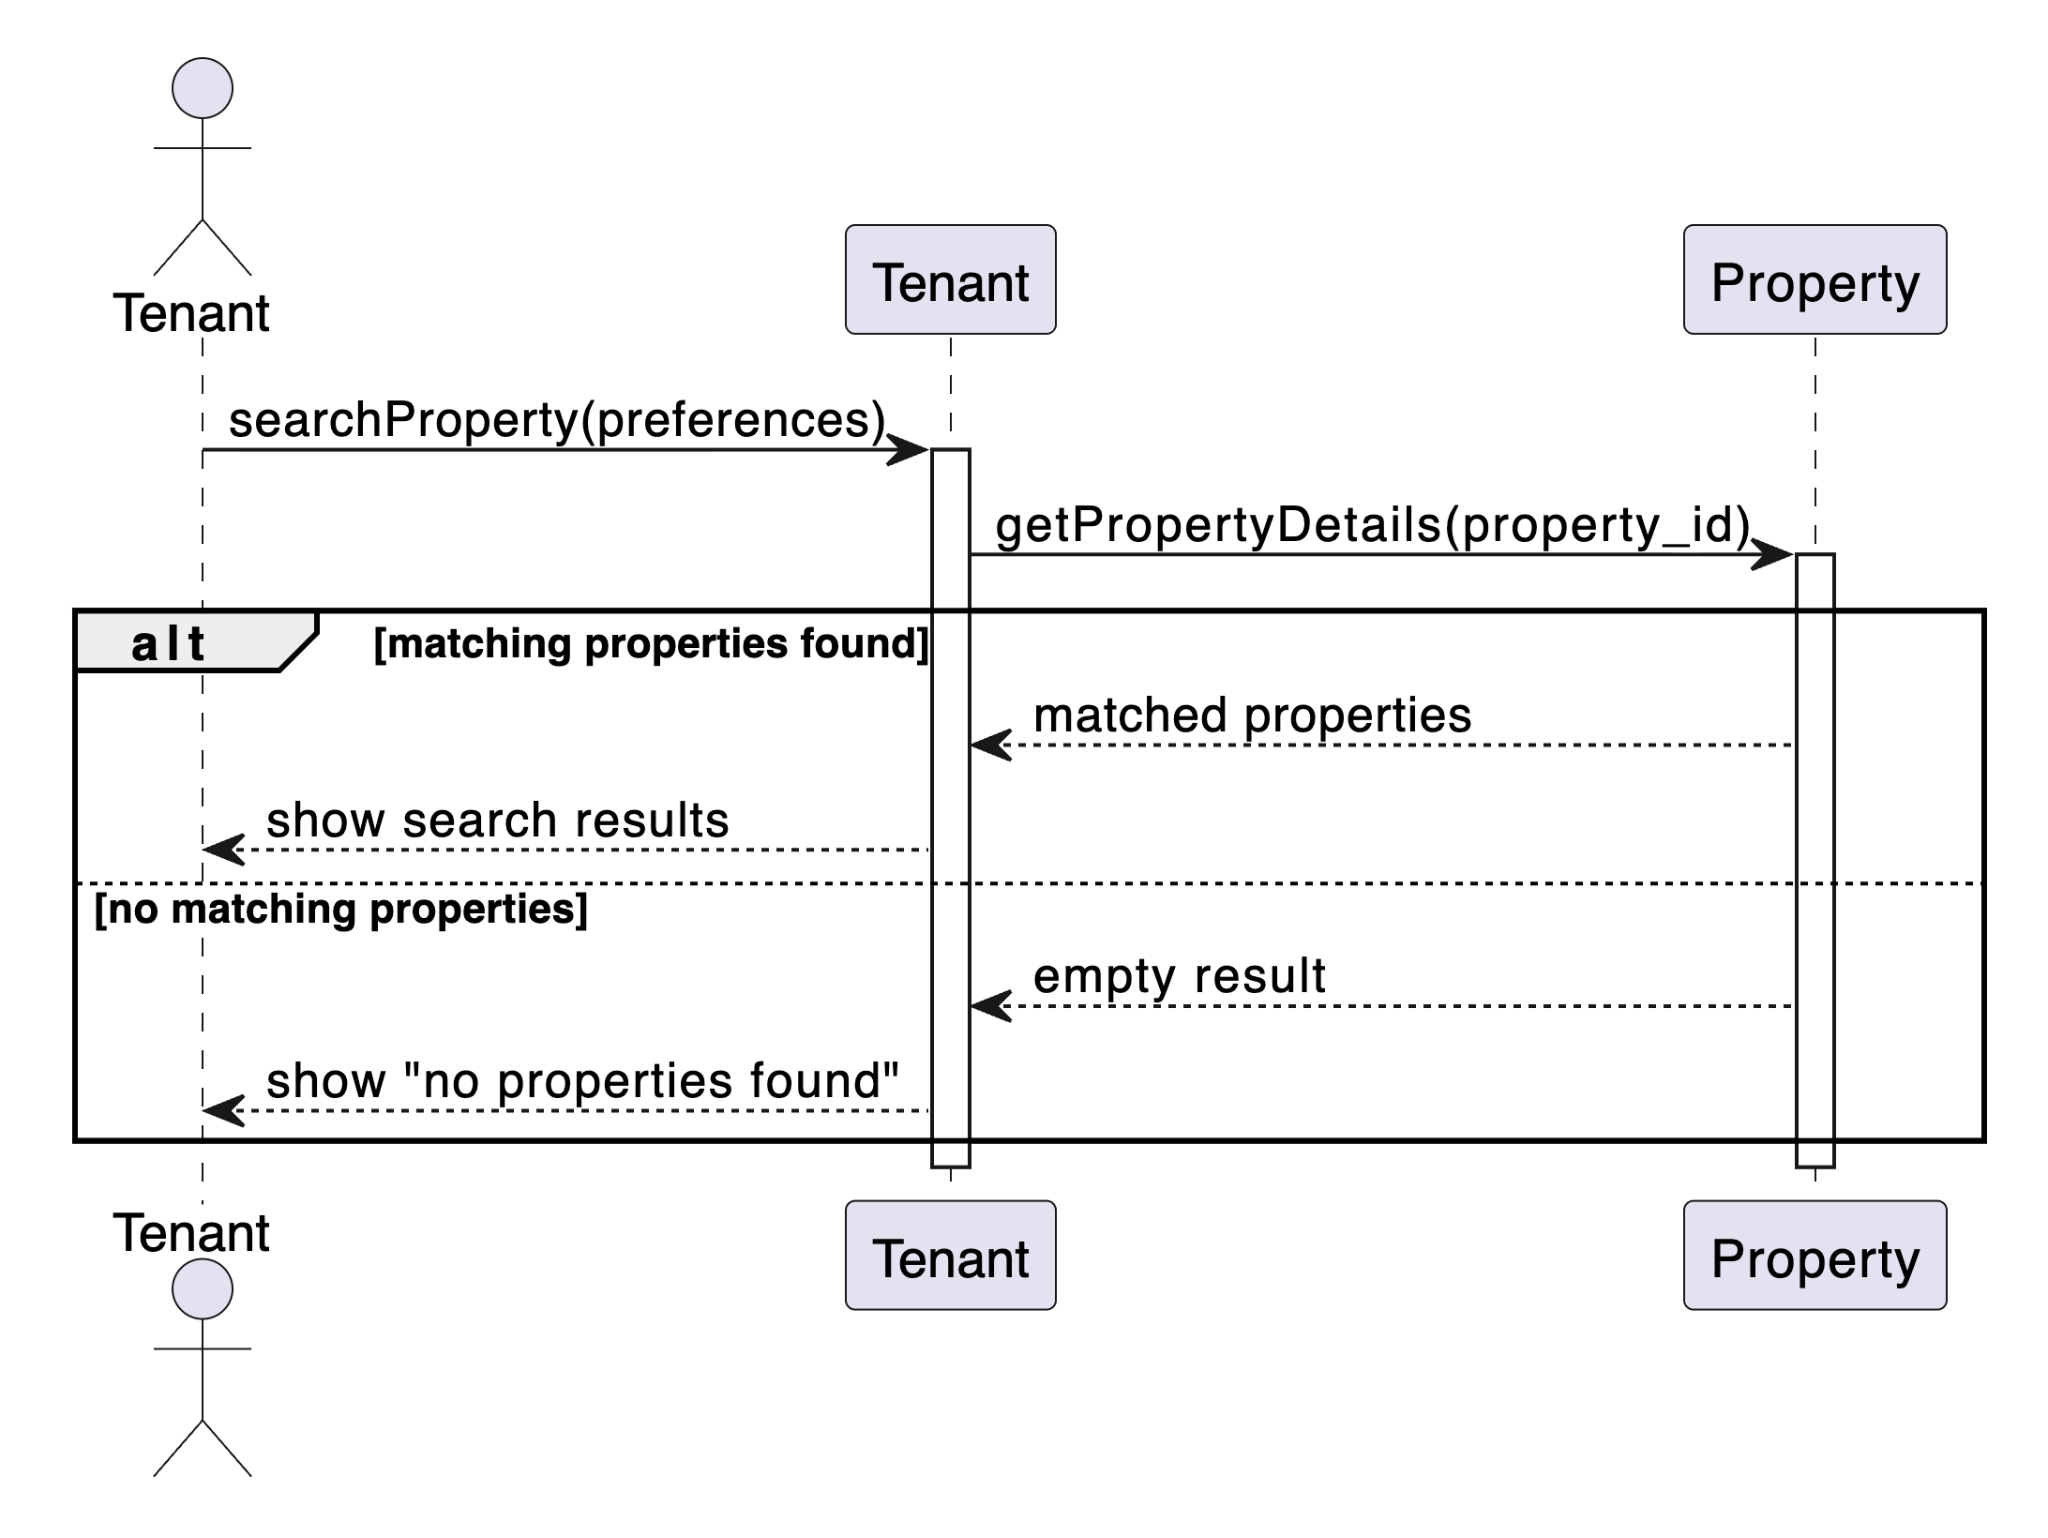 Tenant
Tenant
Property
searchProperty(preferences)
getPropertyDetails(property_id)
alt
[matching properties found]
matched properties
show search results
[no matching properties]
empty result
show "no properties found"
Tenant
Tenant
Property